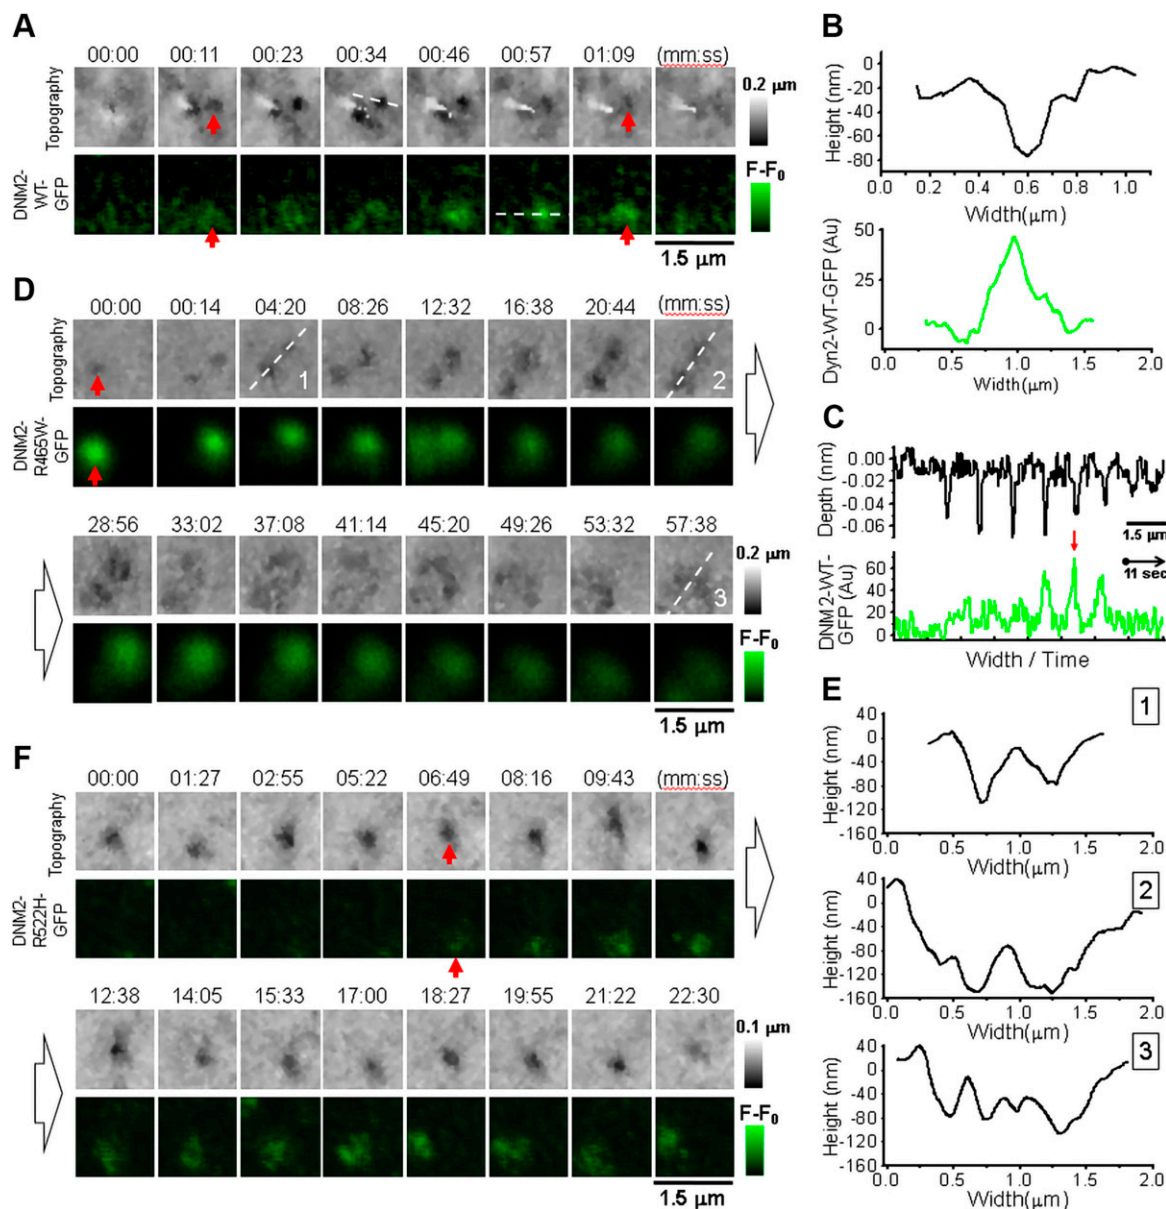 A
00:00 00:11 00:23 00:34 00:46 00:57 01:09 (mm:ss)
Topography
0.2 μm
DNM2-
WT-
GFP
F-F0
1.5 μm
B
Height (nm)
0
-20
-40
-60
-80
0.0 0.2 0.4 0.6 0.8 1.0
Width(μm)
Dyn2-WT-GFP (Au)
50
25
0
0.0 0.5 1.0 1.5 2.0
Width(μm)
C
Depth (nm)
0.00
-0.02
-0.04
-0.06
1.5 μm
11 sec
DNM2-WT-
GFP (Au)
60
40
20
0
Width / Time
D
00:00 00:14 04:20 08:26 12:32 16:38 20:44 (mm:ss)
Topography
1
2
DNM2-
R465W-
GFP
28:56 33:02 37:08 41:14 45:20 49:26 53:32 57:38
3
0.2 μm
F-F0
1.5 μm
E
1
Height (nm)
40
0
-40
-80
-120
-160
0.0 0.5 1.0 1.5 2.0
Width(μm)
2
Height (nm)
40
0
-40
-80
-120
-160
0.0 0.5 1.0 1.5 2.0
Width(μm)
3
Height (nm)
40
0
-40
-80
-120
-160
0.0 0.5 1.0 1.5 2.0
Width(μm)
F
00:00 01:27 02:55 05:22 06:49 08:16 09:43 (mm:ss)
Topography
DNM2-
R522H-
GFP
12:38 14:05 15:33 17:00 18:27 19:55 21:22 22:30
0.1 μm
F-F0
1.5 μm